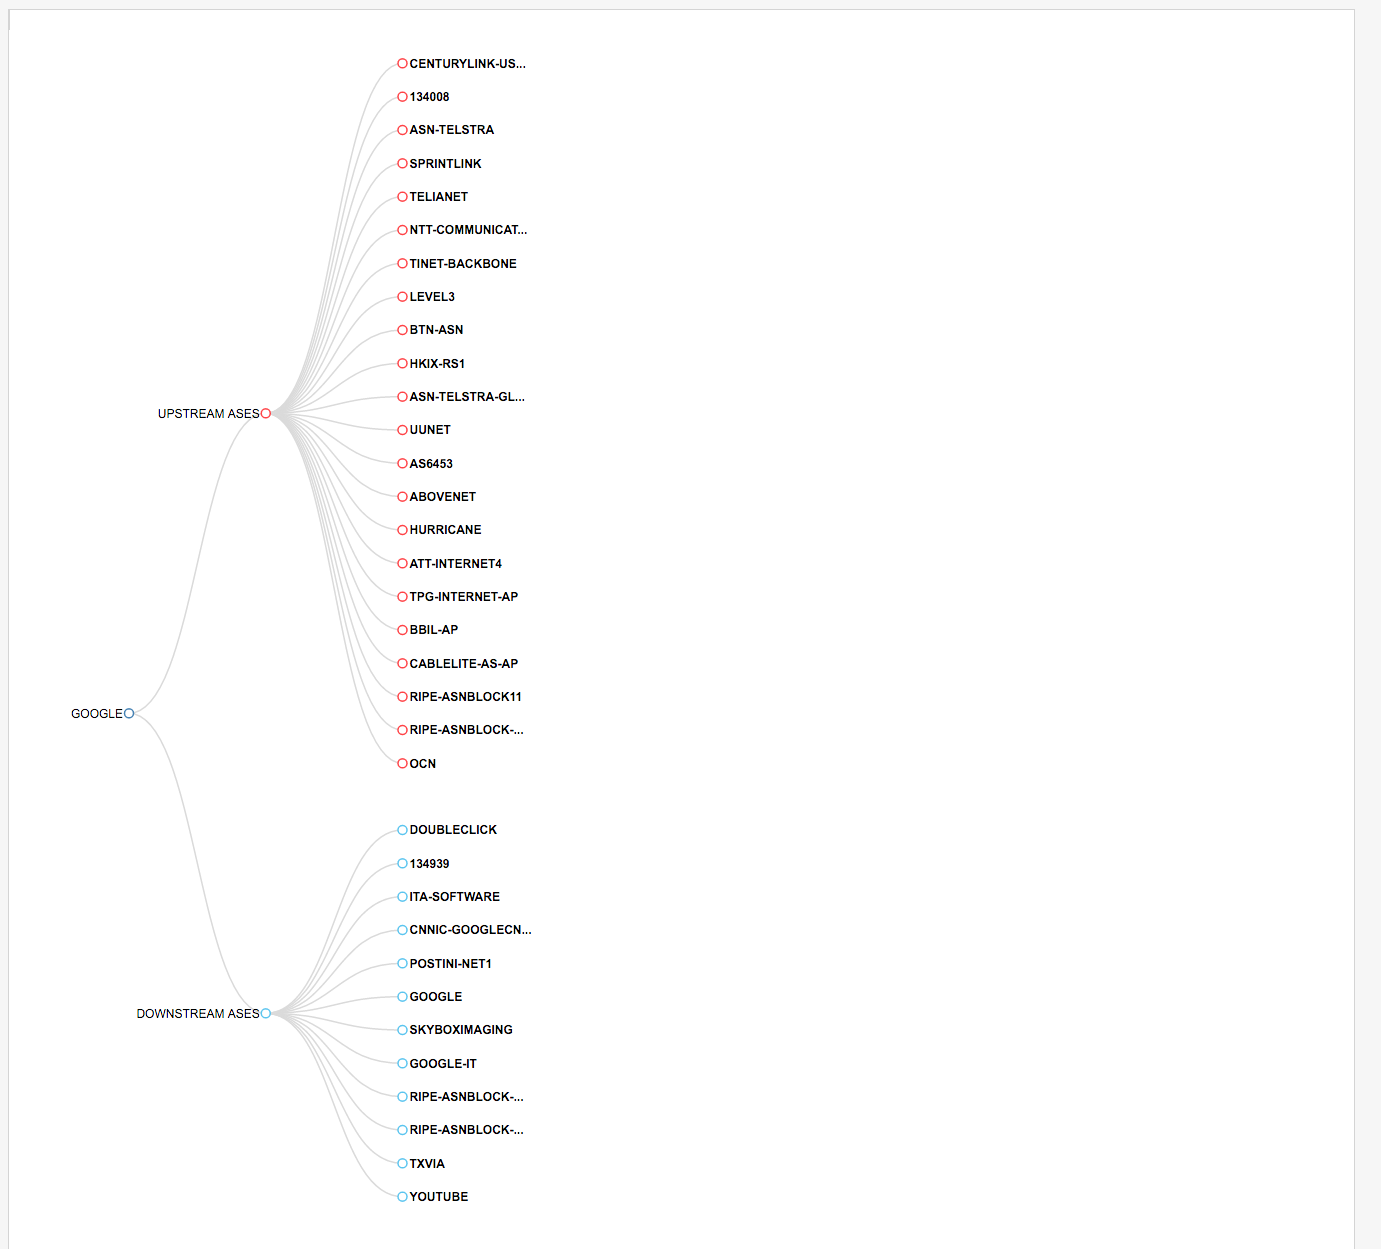 CENTURYLINK-US...
134008
ASN-TELSTRA
SPRINTLINK
TELIANET
NTT-COMMUNICAT...
TINET-BACKBONE
LEVEL3
BTN-ASN
HKIX-RS1
ASN-TELSTRA-GL...
UPSTREAM ASES
UUNET
AS6453
ABOVENET
HURRICANE
ATT-INTERNET4
TPG-INTERNET-AP
BBIL-AP
CABLELITE-AS-AP
RIPE-ASNBLOCK11
GOOGLE
RIPE-ASNBLOCK-...
OCN
DOUBLECLICK
134939
ITA-SOFTWARE
CNNIC-GOOGLECN...
POSTINI-NET1
GOOGLE
DOWNSTREAM ASES
SKYBOXIMAGING
GOOGLE-IT
RIPE-ASNBLOCK-...
RIPE-ASNBLOCK-...
TXVIA
YOUTUBE